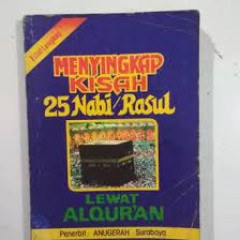 Edisi Lengkap
MENYINGKAP
KISAH
25 Nabi/Rasul
LEWAT
ALQUR'AN
Penerbit: ANUGERAH Surabaya